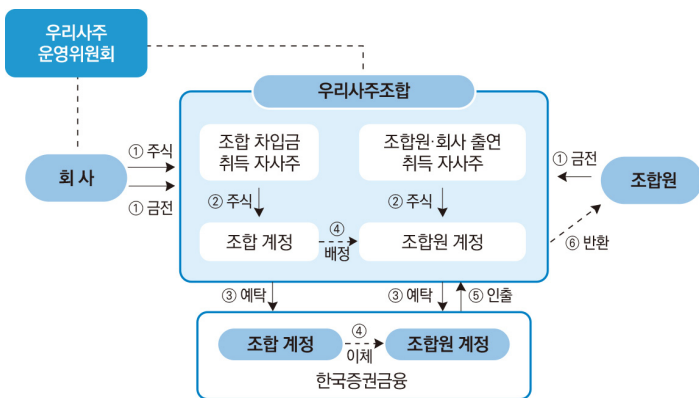 우리사주
운영위원회
우리사주조합
조합 차입금
취득 자사주
조합원·회사 출연
취득 자사주
① 주식
회 사
① 금전
① 금전
조합원
② 주식
② 주식
조합 계정
④
배정
조합원 계정
⑥ 반환
③ 예탁
③ 예탁
⑤ 인출
조합 계정
④
이체
조합원 계정
한국증권금융